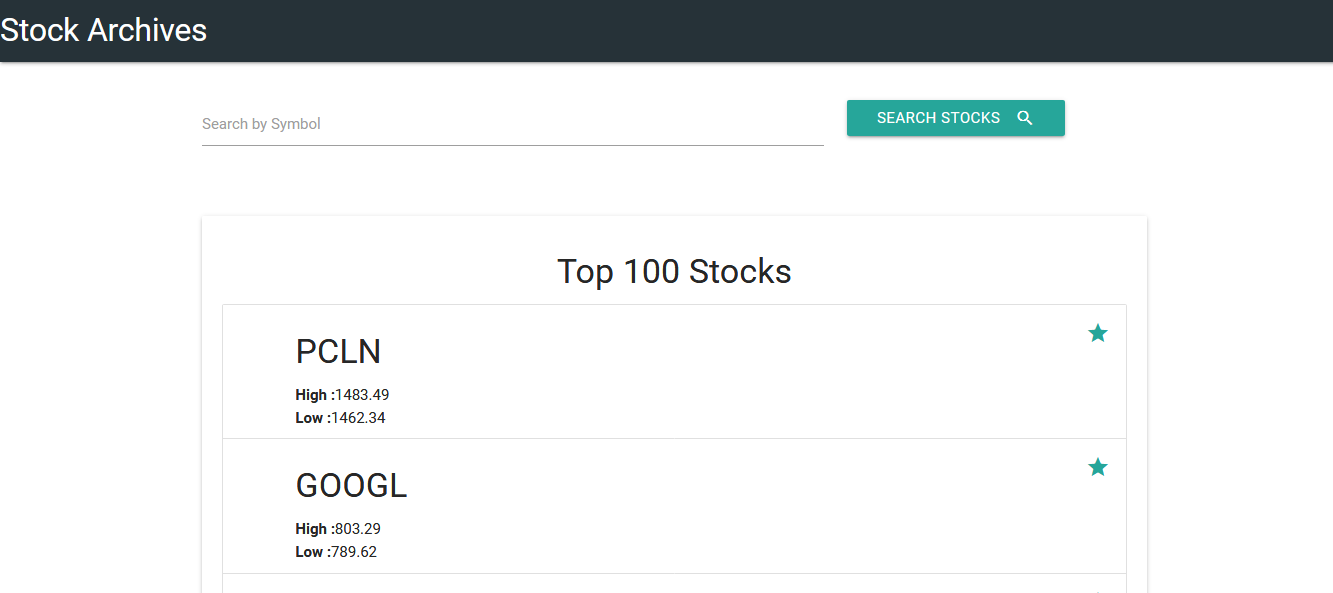 Stock Archives
Search by Symbol
SEARCH STOCKS
Top 100 Stocks
PCLN
High :1483.49
Low :1462.34
GOOGL
High :803.29
Low :789.62